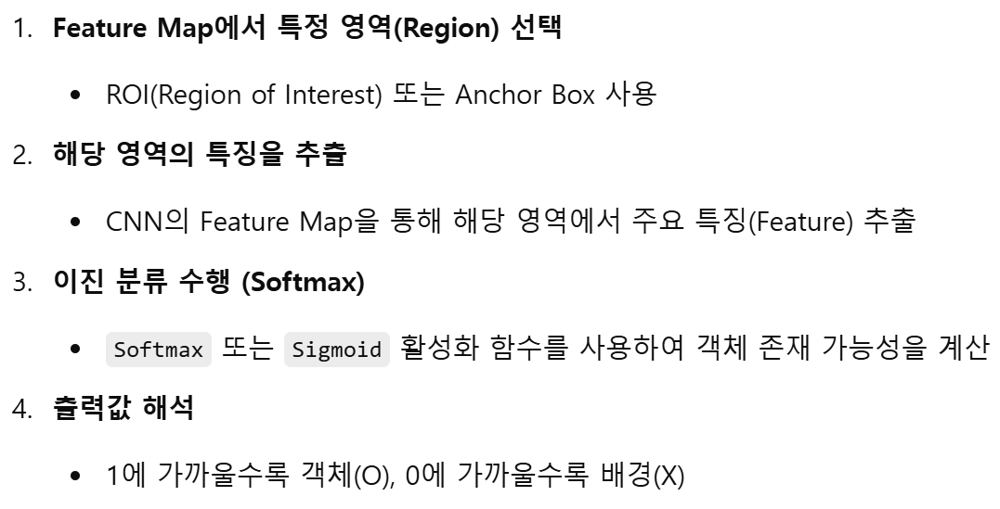 1. Feature Map에서 특정 영역(Region) 선택
• ROI(Region of Interest) 또는 Anchor Box 사용
2. 해당 영역의 특징을 추출
• CNN의 Feature Map을 통해 해당 영역에서 주요 특징(Feature) 추출
3. 이진 분류 수행 (Softmax)
• Softmax 또는 Sigmoid 활성화 함수를 사용하여 객체 존재 가능성을 계산
4. 출력값 해석
• 1에 가까울수록 객체(O), 0에 가까울수록 배경(X)